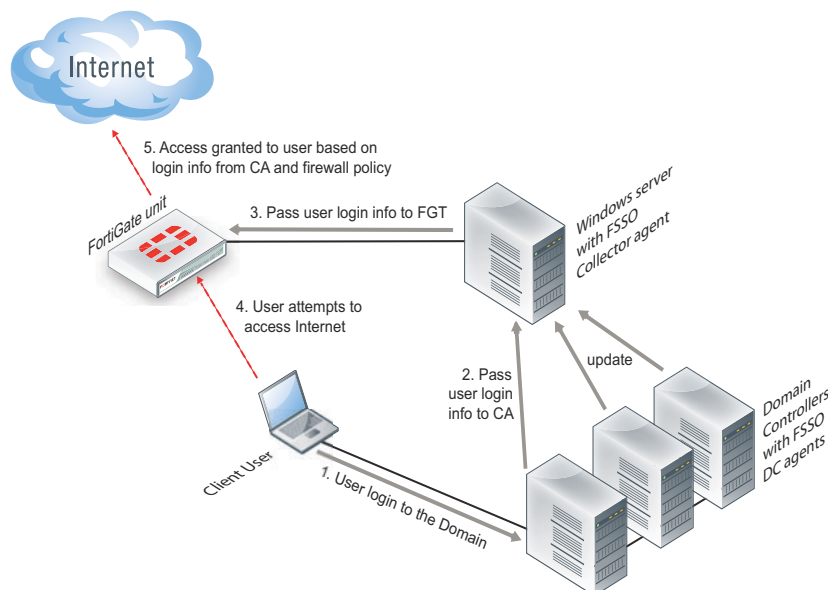 Internet
5. Access granted to user based on
login info from CA and firewall policy
FortiGate unit
3. Pass user login info to FGT
Windows server
with FSSO
Collector agent
4. User attempts to
access Internet
2. Pass
user login
info to CA
update
Client User
1. User login to the Domain
Domain
Controllers
with FSSO
DC agents